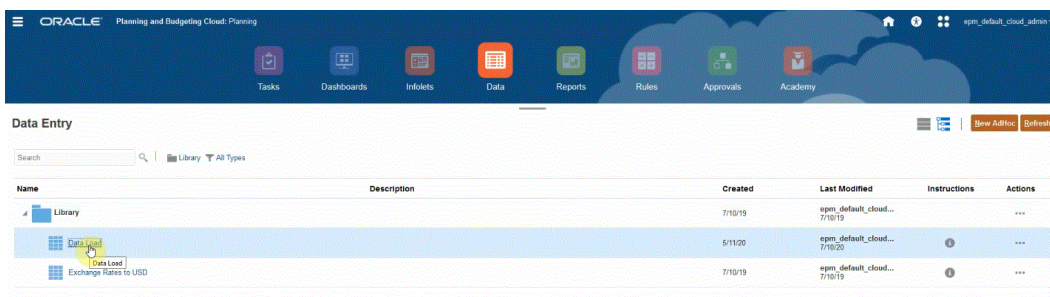 ORACLE® Planning and Budgeting Cloud: Planning epm_default_cloud_admin
Tasks Dashboards Infolets Data Reports Rules Approvals Academy
Data Entry New AdHoc Refresh
Search Library All Types
Name Description Created Last Modified Instructions Actions
Library 7/10/19 epm_default_cloud...
7/10/19
Data Load 5/11/20 epm_default_cloud...
7/10/20
Data Load
Exchange Rates to USD 7/10/19 epm_default_cloud...
7/10/19